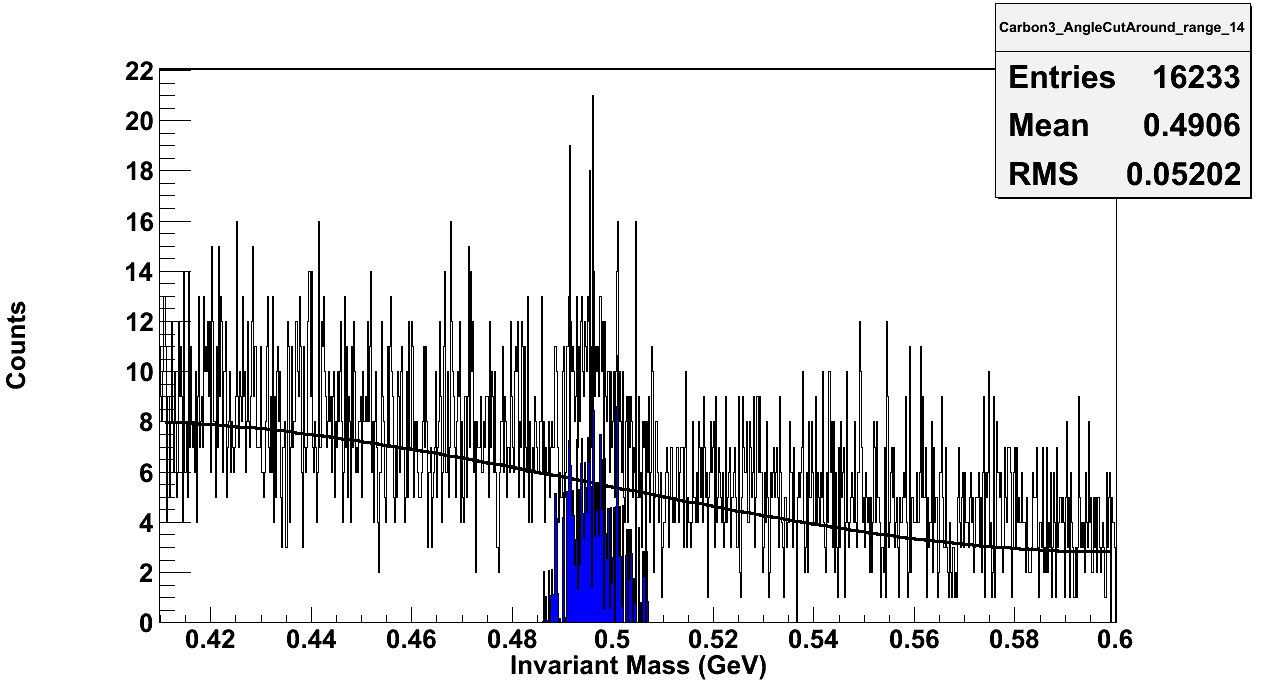 Carbon3_AngleCutAround_range_14
Entries 16233
Mean 0.4906
RMS 0.05202
22
20
18
16
14
12
10
8
6
4
2
0
Counts
0.42 0.44 0.46 0.48 0.5 0.52 0.54 0.56 0.58 0.6
Invariant Mass (GeV)